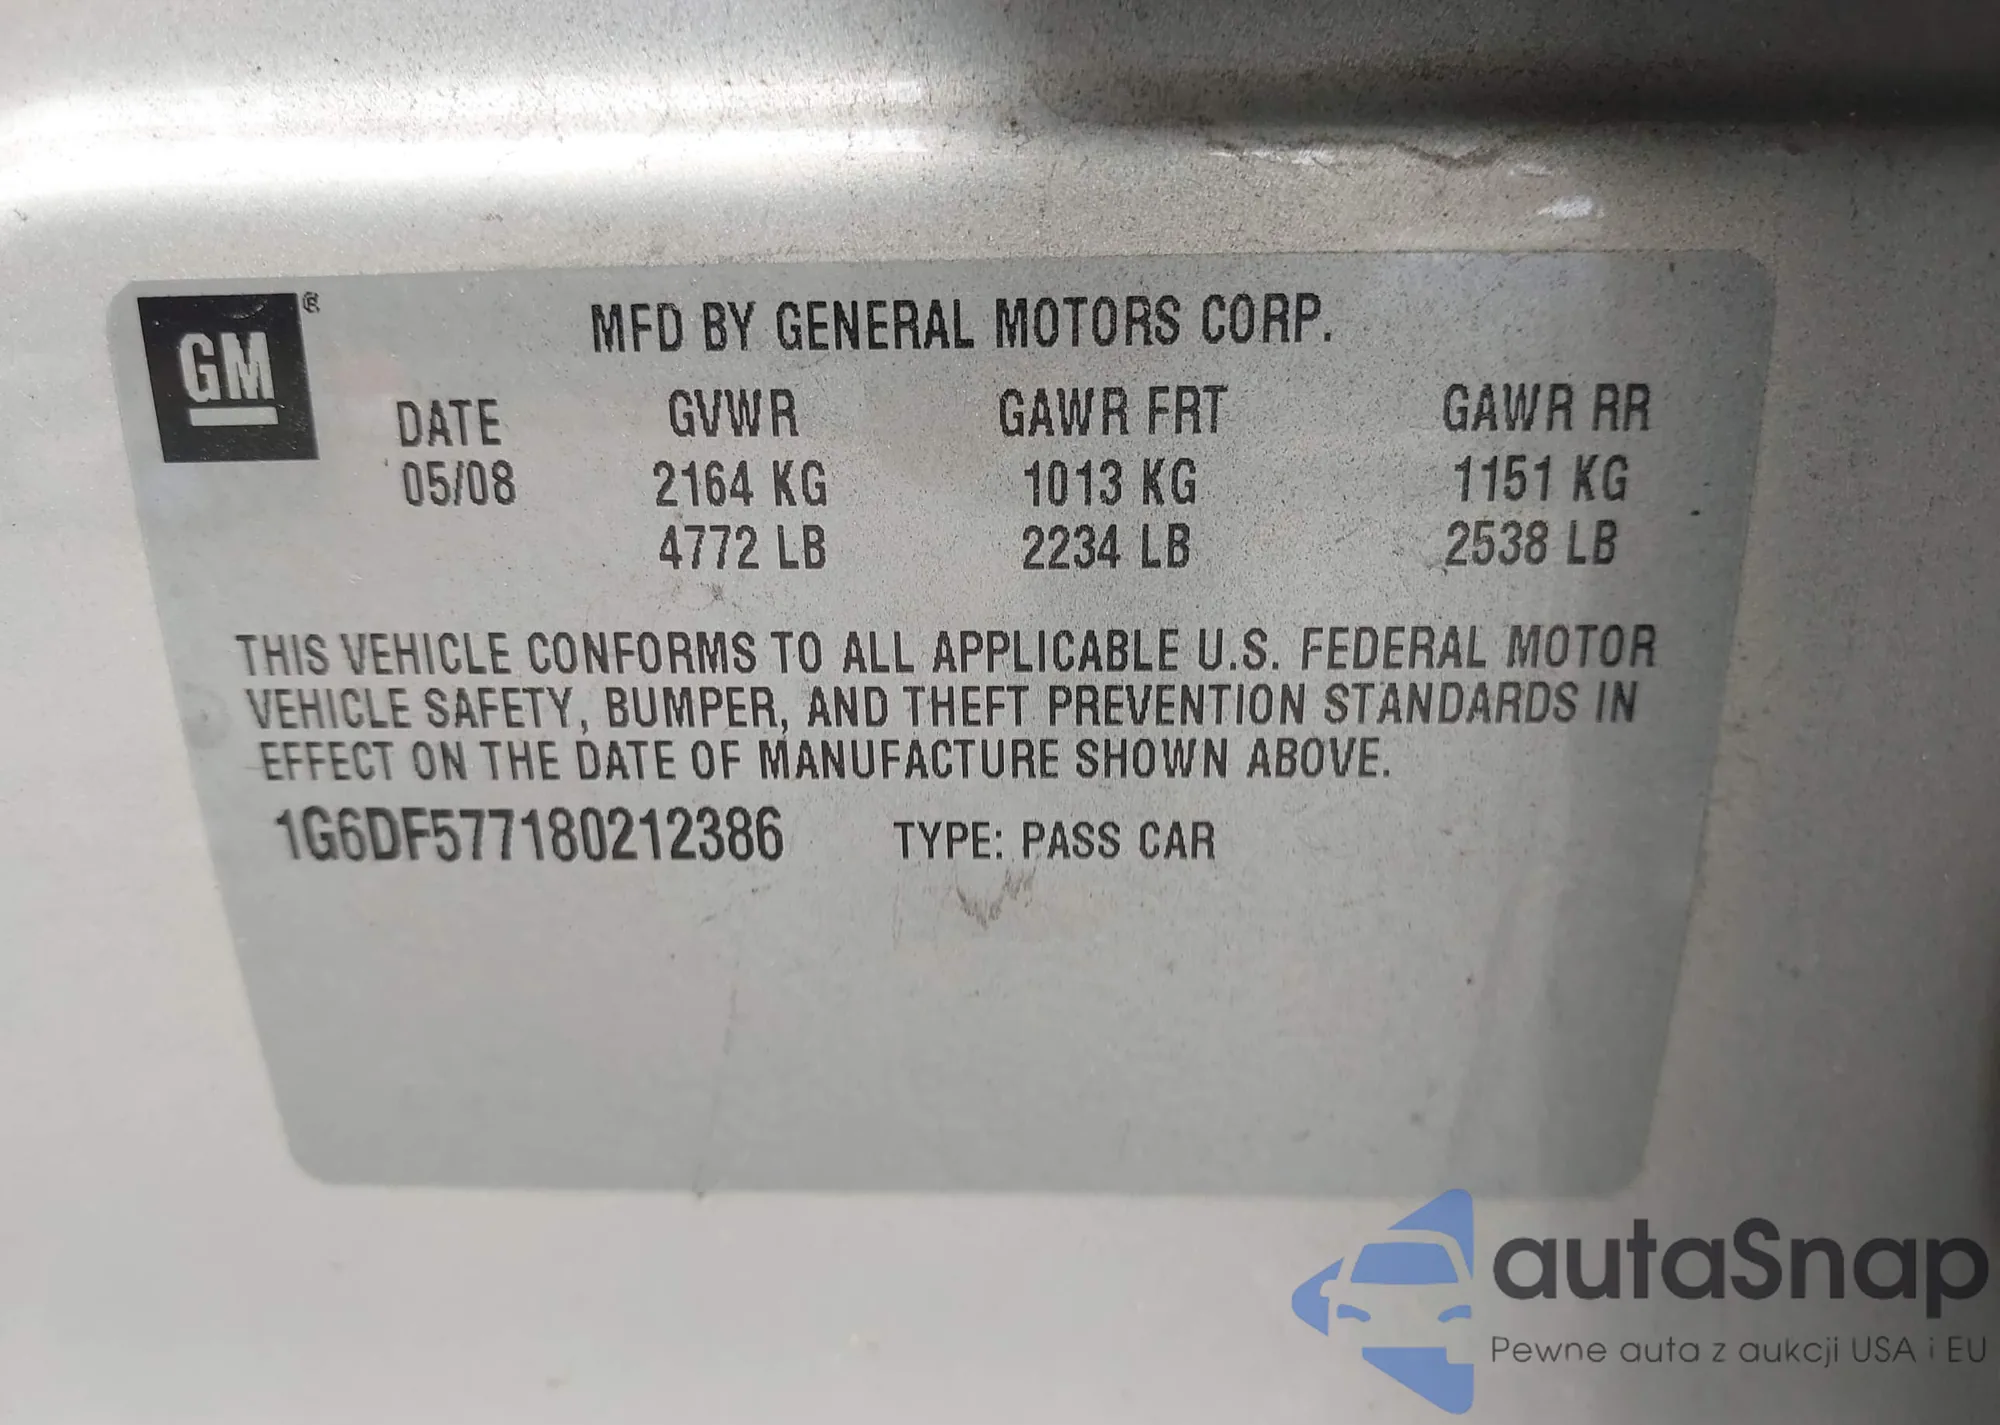 GM ®
MFD BY GENERAL MOTORS CORP.
DATE GVWR GAWR FRT GAWR RR
05/08 2164 KG 1013 KG 1151 KG
4772 LB 2234 LB 2538 LB
THIS VEHICLE CONFORMS TO ALL APPLICABLE U.S. FEDERAL MOTOR
VEHICLE SAFETY, BUMPER, AND THEFT PREVENTION STANDARDS IN
EFFECT ON THE DATE OF MANUFACTURE SHOWN ABOVE.
1G6DF577180212386 TYPE: PASS CAR
autaSnap
Pewne auta z aukcji USA i EU